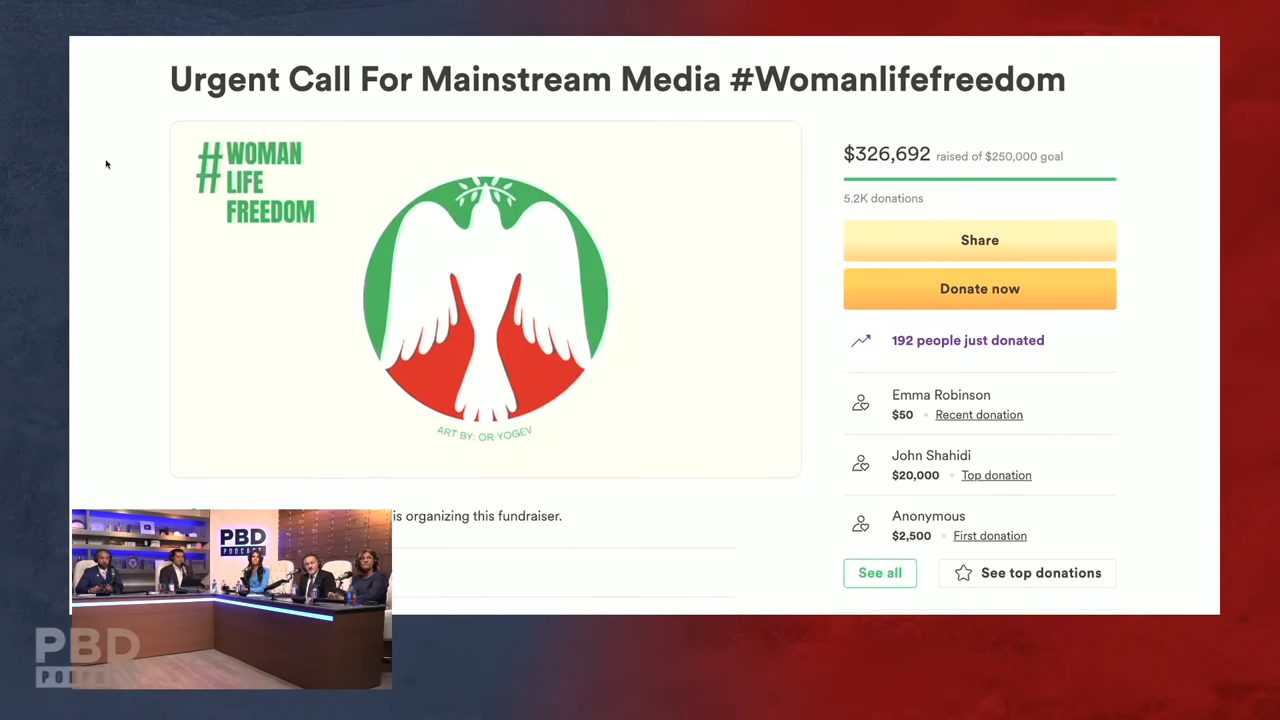 Urgent Call For Mainstream Media #Womanlifefreedom
# WOMAN
LIFE
FREEDOM
ART BY: OR YOGEV
$326,692 raised of $250,000 goal
5.2K donations
Share
Donate now
192 people just donated
Emma Robinson
$50 • Recent donation
John Shahidi
$20,000 • Top donation
Anonymous
$2,500 • First donation
See all
See top donations
is organizing this fundraiser.
PBD
PODCAST
PBD
PODCAST